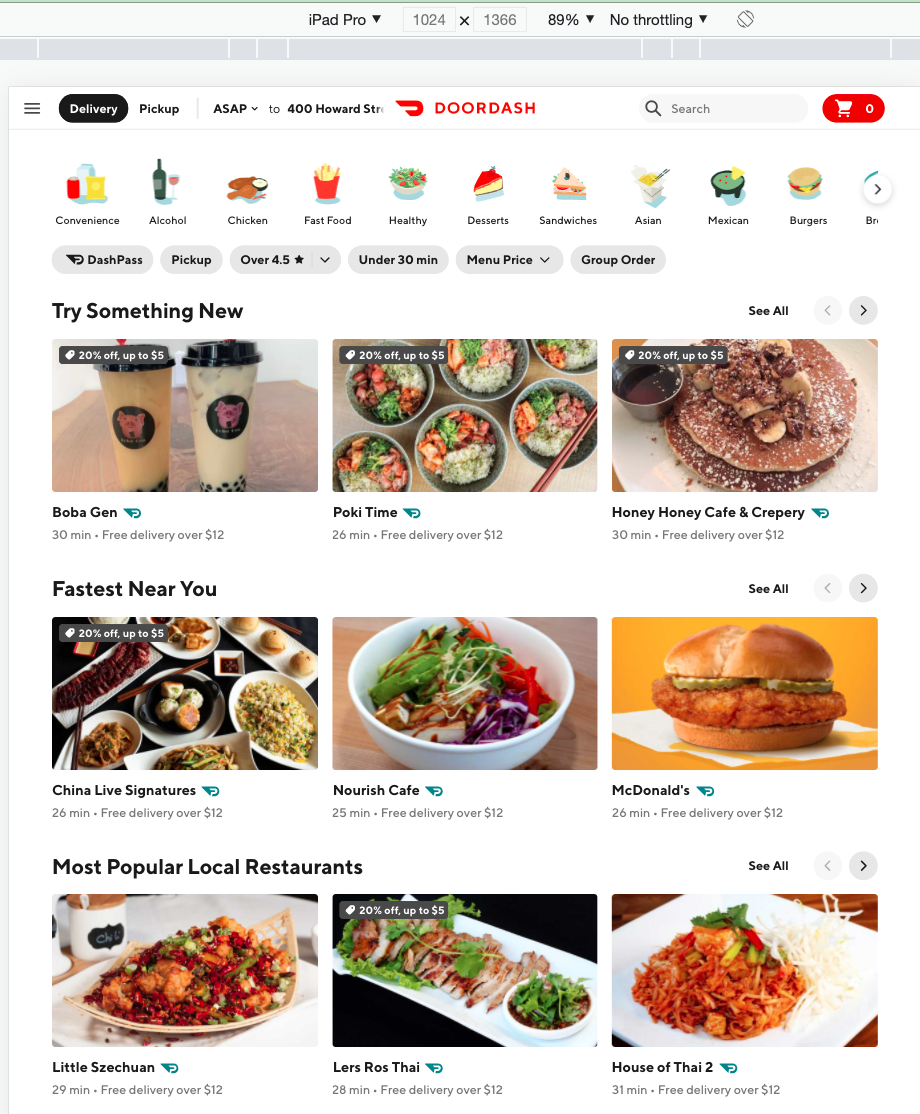 iPad Pro ▼ 1024 × 1366 89% ▼ No throttling ▼
Delivery Pickup ASAP to 400 Howard Str DOORDASH Search 0
Convenience Alcohol Chicken Fast Food Healthy Desserts Sandwiches Asian Mexican Burgers Br
DashPass Pickup Over 4.5 ★ Under 30 min Menu Price Group Order
Try Something New See All
20% off, up to $5 20% off, up to $5 20% off, up to $5
Boba Gen Poki Time Honey Honey Cafe & Crepery
30 min • Free delivery over $12 26 min • Free delivery over $12 30 min • Free delivery over $12
Fastest Near You See All
20% off, up to $5
China Live Signatures Nourish Cafe McDonald's
26 min • Free delivery over $12 25 min • Free delivery over $12 26 min • Free delivery over $12
Most Popular Local Restaurants See All
20% off, up to $5
Little Szechuan Lers Ros Thai House of Thai 2
29 min • Free delivery over $12 28 min • Free delivery over $12 31 min • Free delivery over $12